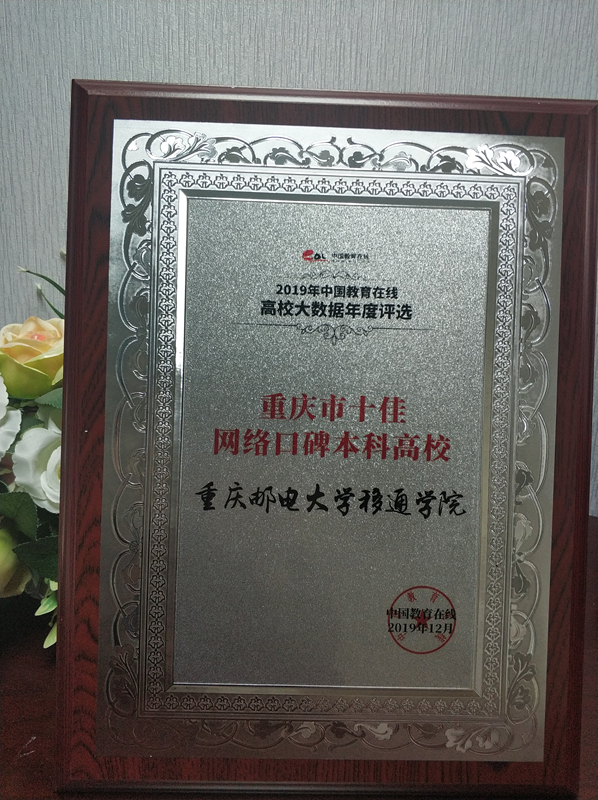 eOL 中国教育在线
2019年中国教育在线
高校大数据年度评选
重庆市十佳
网络口碑本科高校
重庆邮电大学移通学院
中国教育在线
2019年12月